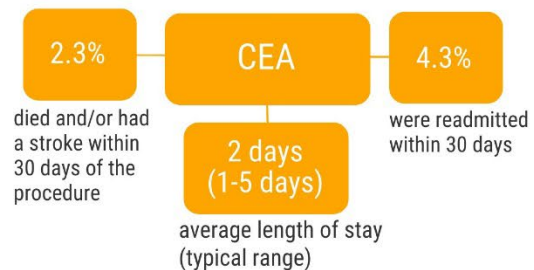 2.3%
died and/or had
a stroke within
30 days of the
procedure
CEA
4.3%
were readmitted
within 30 days
2 days
(1-5 days)
average length of stay
(typical range)